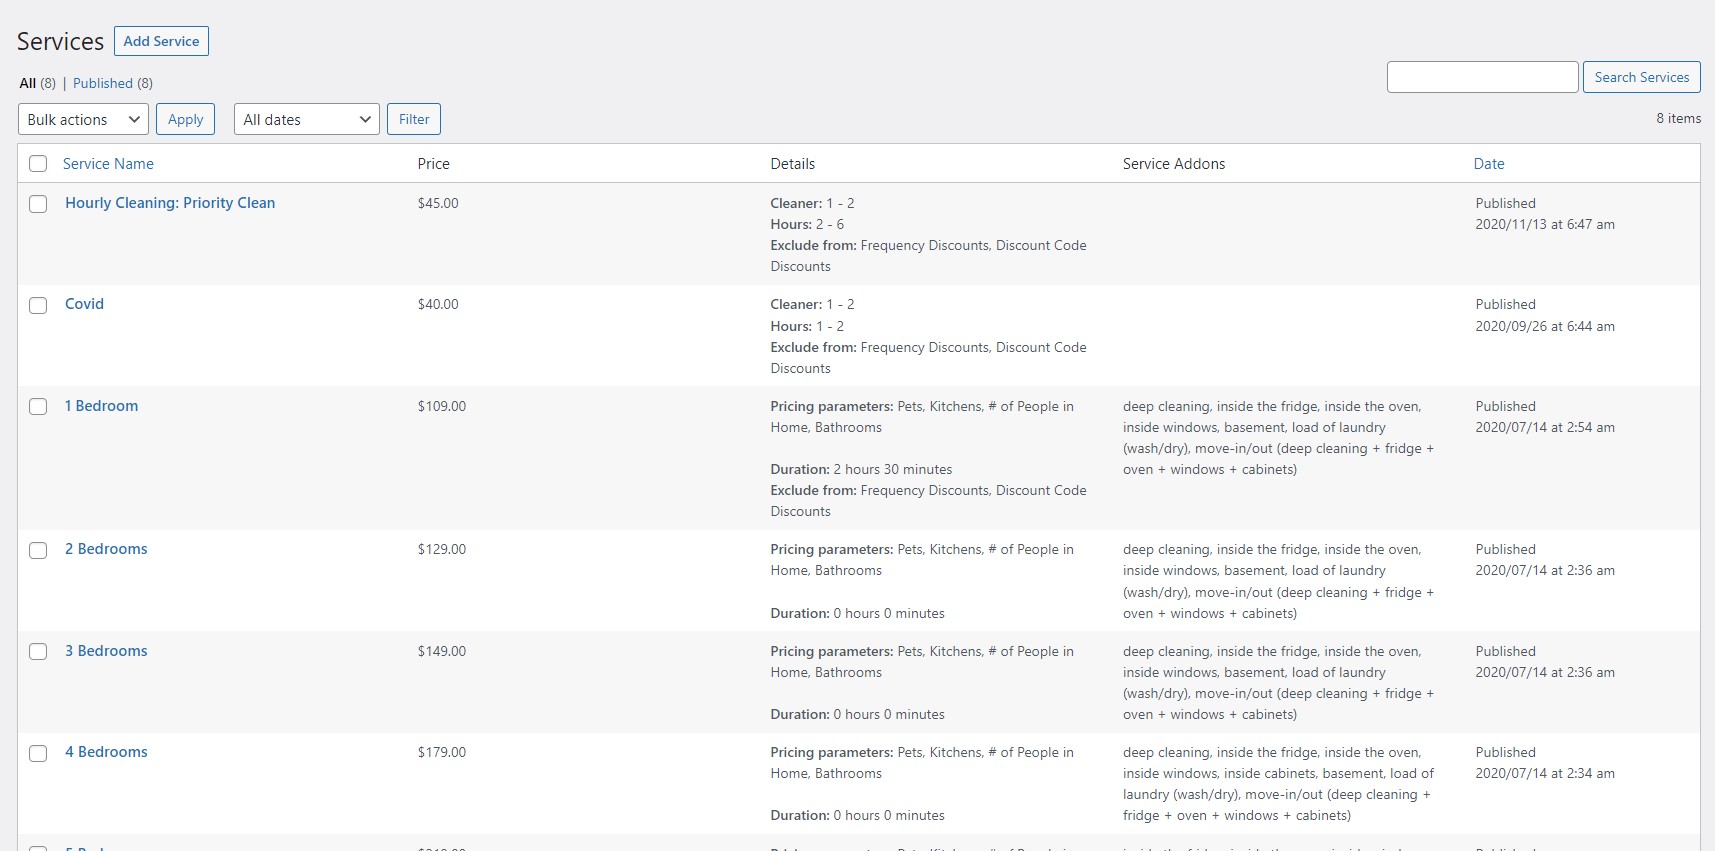 Services Add Service
All (8) | Published (8)
Search Services
Bulk actions Apply All dates Filter 8 items
Service Name Price Details Service Addons Date
Hourly Cleaning: Priority Clean $45.00 Cleaner: 1 - 2 Published
Hours: 2 - 6 2020/11/13 at 6:47 am
Exclude from: Frequency Discounts, Discount Code
Discounts
Covid $40.00 Cleaner: 1 - 2 Published
Hours: 1 - 2 2020/09/26 at 6:44 am
Exclude from: Frequency Discounts, Discount Code
Discounts
1 Bedroom $109.00 Pricing parameters: Pets, Kitchens, # of People in deep cleaning, inside the fridge, inside the oven, Published
Home, Bathrooms inside windows, basement, load of laundry 2020/07/14 at 2:54 am
(wash/dry), move-in/out (deep cleaning + fridge +
Duration: 2 hours 30 minutes oven + windows + cabinets)
Exclude from: Frequency Discounts, Discount Code
Discounts
2 Bedrooms $129.00 Pricing parameters: Pets, Kitchens, # of People in deep cleaning, inside the fridge, inside the oven, Published
Home, Bathrooms inside windows, basement, load of laundry 2020/07/14 at 2:36 am
(wash/dry), move-in/out (deep cleaning + fridge +
Duration: 0 hours 0 minutes oven + windows + cabinets)
3 Bedrooms $149.00 Pricing parameters: Pets, Kitchens, # of People in deep cleaning, inside the fridge, inside the oven, Published
Home, Bathrooms inside windows, basement, load of laundry 2020/07/14 at 2:36 am
(wash/dry), move-in/out (deep cleaning + fridge +
Duration: 0 hours 0 minutes oven + windows + cabinets)
4 Bedrooms $179.00 Pricing parameters: Pets, Kitchens, # of People in deep cleaning, inside the fridge, inside the oven, Published
Home, Bathrooms inside windows, inside cabinets, basement, load of 2020/07/14 at 2:34 am
laundry (wash/dry), move-in/out (deep cleaning +
Duration: 0 hours 0 minutes fridge + oven + windows + cabinets)